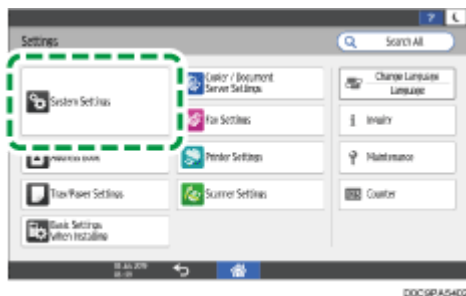 ?
Settings
Search All
System Settings
Copier / Document
Server Settings
Change Language
Language
Fax Settings
Inquiry
Address Book
Printer Settings
Maintenance
Tray/Paper Settings
Scanner Settings
Counter
Basic Settings
When Installing
D0C9PA5402